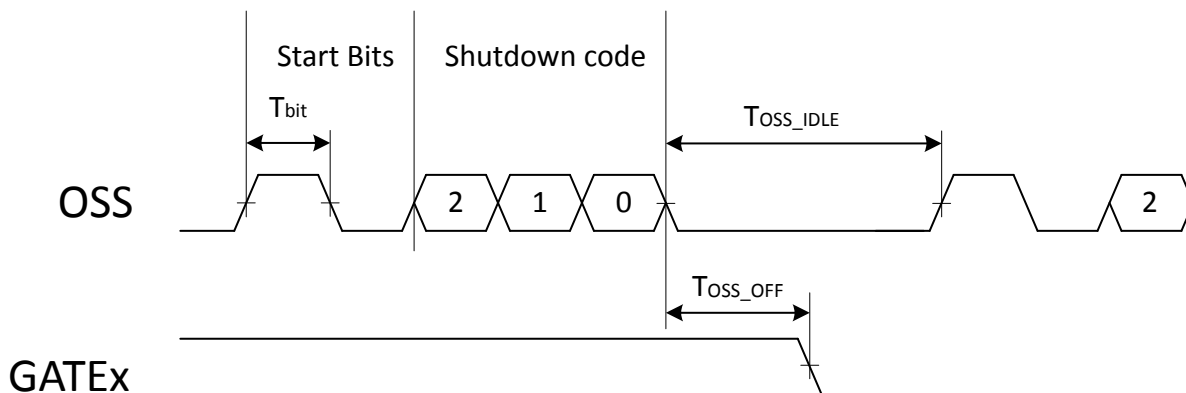 Start Bits
Shutdown code
Tbit
TOSS_IDLE
OSS
2
1
0
2
TOSS_OFF
GATEx